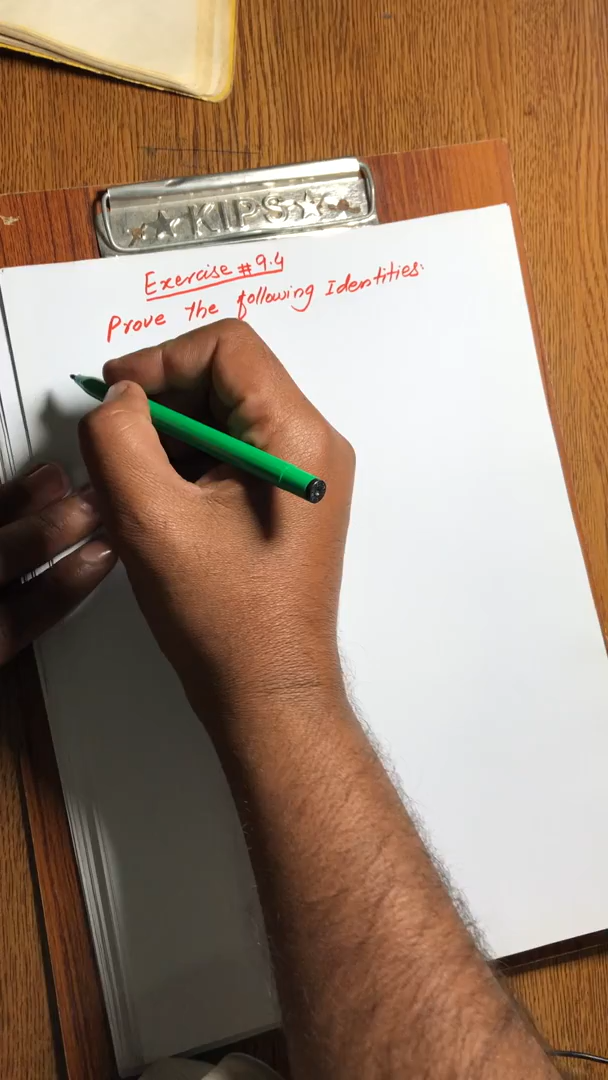 ★★KIPS★★
Exercise #9.4
Prove the following Identities: